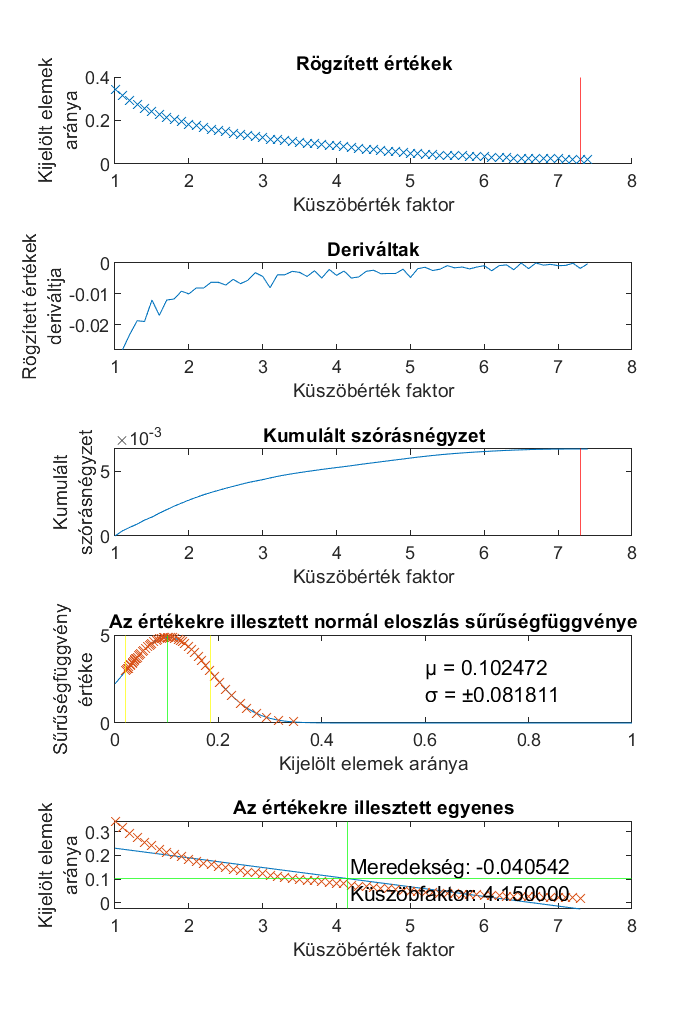 Rögzített értékek
Kijelölt elemek
aránya
0.4
0.2
0
1 2 3 4 5 6 7 8
Küszöbérték faktor
Deriváltak
Rögzített értékek
deriváltja
0
-0.01
-0.02
1 2 3 4 5 6 7 8
Küszöbérték faktor
×10-3
Kumulált szórásnégyzet
Kumulált
szórásnégyzet
5
0
1 2 3 4 5 6 7 8
Küszöbérték faktor
Az értékekre illesztett normál eloszlás sűrűségfüggvénye
Sűrűségfüggvény
értéke
5
0
μ = 0.102472
σ = ±0.081811
0 0.2 0.4 0.6 0.8 1
Kijelölt elemek aránya
Az értékekre illesztett egyenes
Kijelölt elemek
aránya
0.3
0.2
0.1
0
Meredekség: -0.040542
Küszöbfaktor: 4.150000
1 2 3 4 5 6 7 8
Küszöbérték faktor